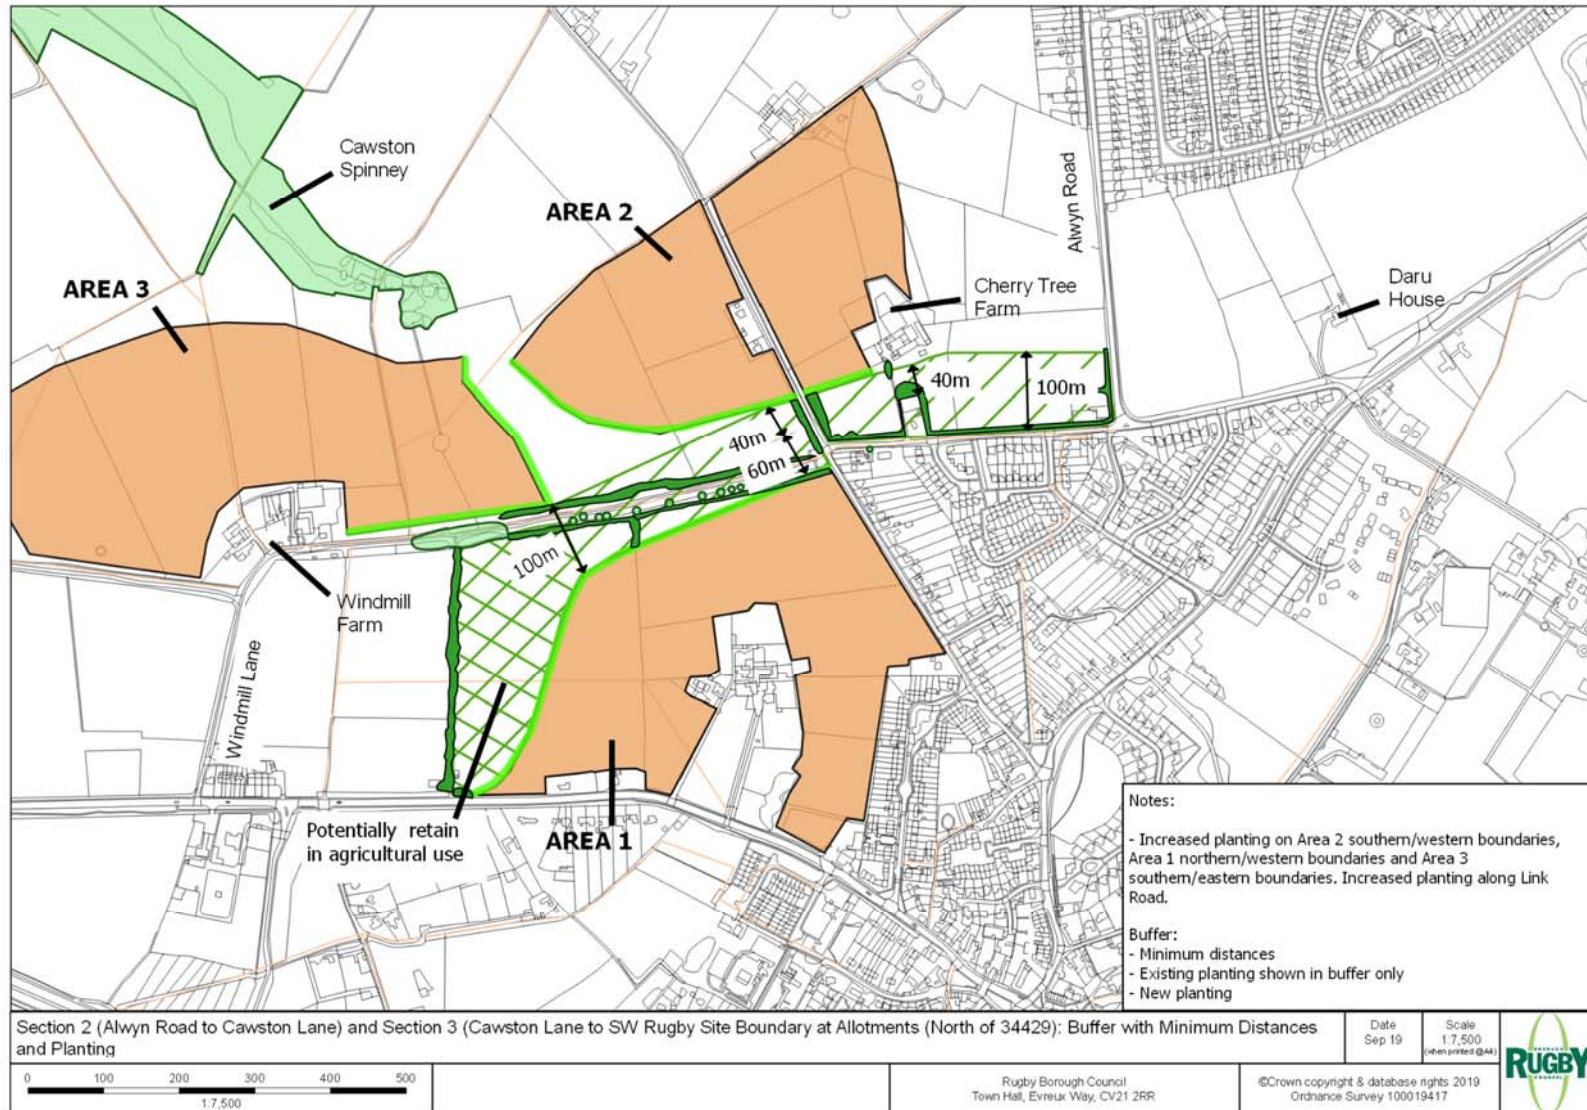 Cawston
Spinney
AREA 2
AREA 3
Alwyn Road
Cherry Tree
Farm
Daru
House
40m
100m
40m
60m
100m
Windmill
Farm
Windmill Lane
Potentially retain
in agricultural use
AREA 1
Notes:
- Increased planting on Area 2 southern/western boundaries,
Area 1 northern/western boundaries and Area 3
southern/eastern boundaries. Increased planting along Link
Road.
Buffer:
- Minimum distances
- Existing planting shown in buffer only
- New planting
Section 2 (Alwyn Road to Cawston Lane) and Section 3 (Cawston Lane to SW Rugby Site Boundary at Allotments (North of 34429): Buffer with Minimum Distances
and Planting
Date
Sep 19
Scale
1:7,500
(when printed @A4)
RUGBY
0 100 200 300 400 500
1:7,500
Rugby Borough Council
Town Hall, Evreux Way, CV21 2RR
©Crown copyright & database rights 2019
Ordnance Survey 100019417